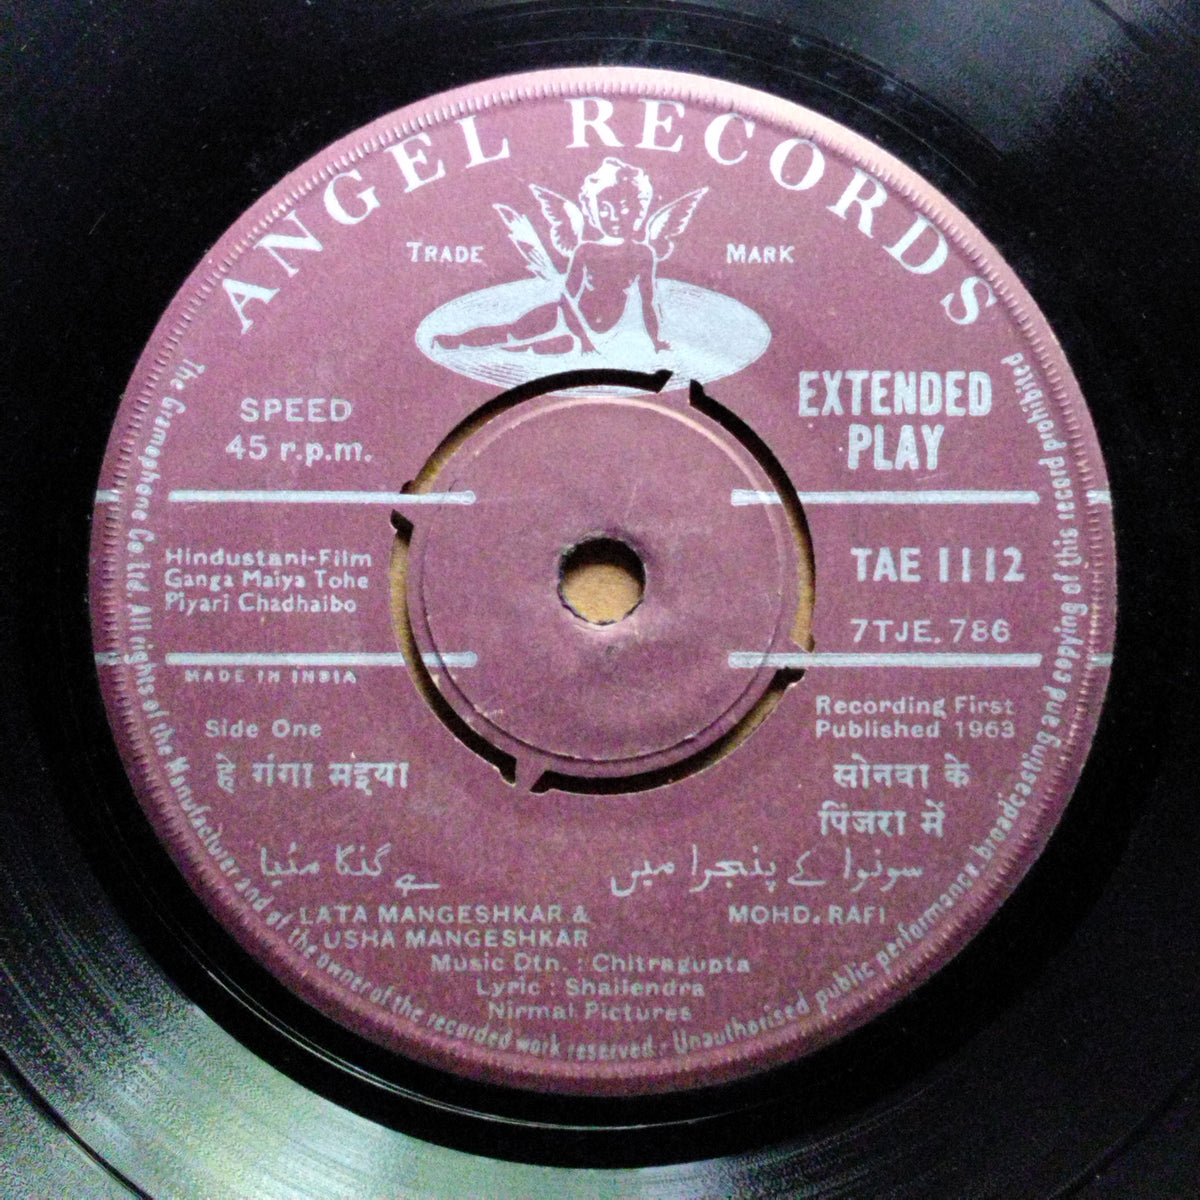 ANGEL RECORDS
TRADE MARK
SPEED
45 r.p.m.
EXTENDED
PLAY
Hindustani-Film
Ganga Maiya Tohe
Piyari Chadhaibo
TAE 1112
7TJE. 786
MADE IN INDIA
Recording First
Published 1963
Side One
हे गंगा मइया
सोनवा के
पिंजरा में
ہے گنگا مئیا
سونوا کے پنجرا میں
LATA MANGESHKAR &
USHA MANGESHKAR
MOHD. RAFI
Music Dtn. : Chitragupta
Lyric : Shailendra
Nirmal Pictures
The Gramophone Co Ltd. All rights of the Manufacturer and of the owner of the recorded work reserved. - Unauthorised public performance, broadcasting and copying of this record prohibited